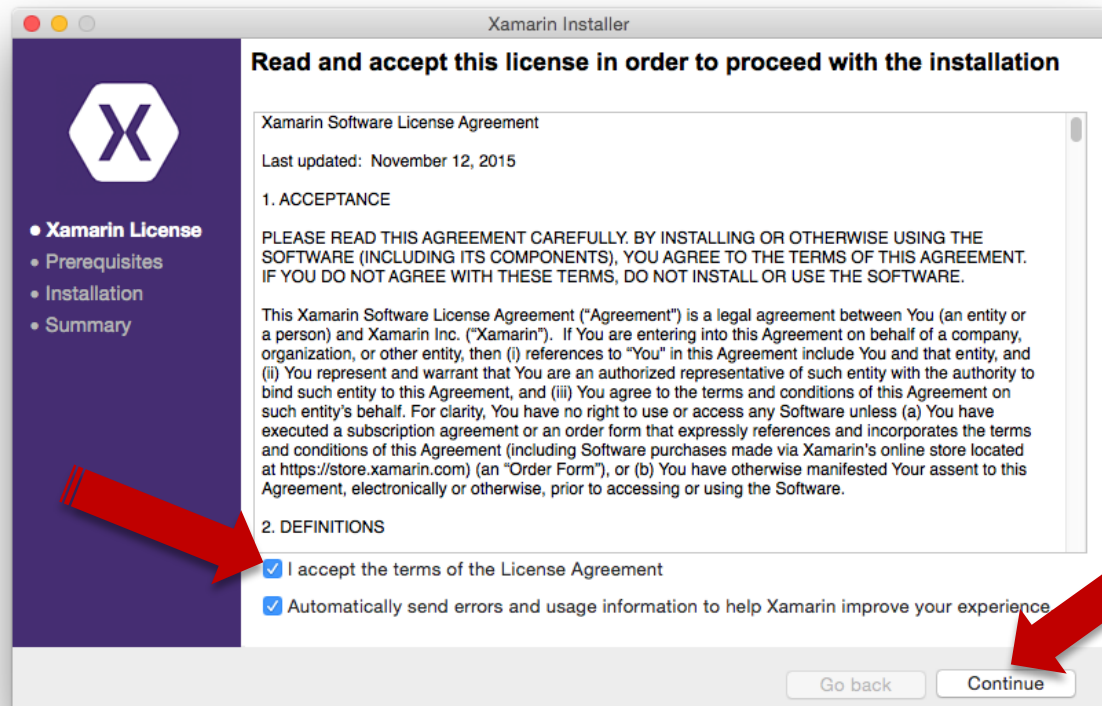 Xamarin Installer
Read and accept this license in order to proceed with the installation
X
• Xamarin License
• Prerequisites
• Installation
• Summary
Xamarin Software License Agreement
Last updated:  November 12, 2015
1. ACCEPTANCE
PLEASE READ THIS AGREEMENT CAREFULLY. BY INSTALLING OR OTHERWISE USING THE
SOFTWARE (INCLUDING ITS COMPONENTS), YOU AGREE TO THE TERMS OF THIS AGREEMENT.
IF YOU DO NOT AGREE WITH THESE TERMS, DO NOT INSTALL OR USE THE SOFTWARE.
This Xamarin Software License Agreement (“Agreement”) is a legal agreement between You (an entity or
a person) and Xamarin Inc. (“Xamarin”).  If You are entering into this Agreement on behalf of a company,
organization, or other entity, then (i) references to “You” in this Agreement include You and that entity, and
(ii) You represent and warrant that You are an authorized representative of such entity with the authority to
bind such entity to this Agreement, and (iii) You agree to the terms and conditions of this Agreement on
such entity’s behalf. For clarity, You have no right to use or access any Software unless (a) You have
executed a subscription agreement or an order form that expressly references and incorporates the terms
and conditions of this Agreement (including Software purchases made via Xamarin's online store located
at https://store.xamarin.com) (an “Order Form”), or (b) You have otherwise manifested Your assent to this
Agreement, electronically or otherwise, prior to accessing or using the Software.
2. DEFINITIONS
I accept the terms of the License Agreement
Automatically send errors and usage information to help Xamarin improve your experience
Go back
Continue